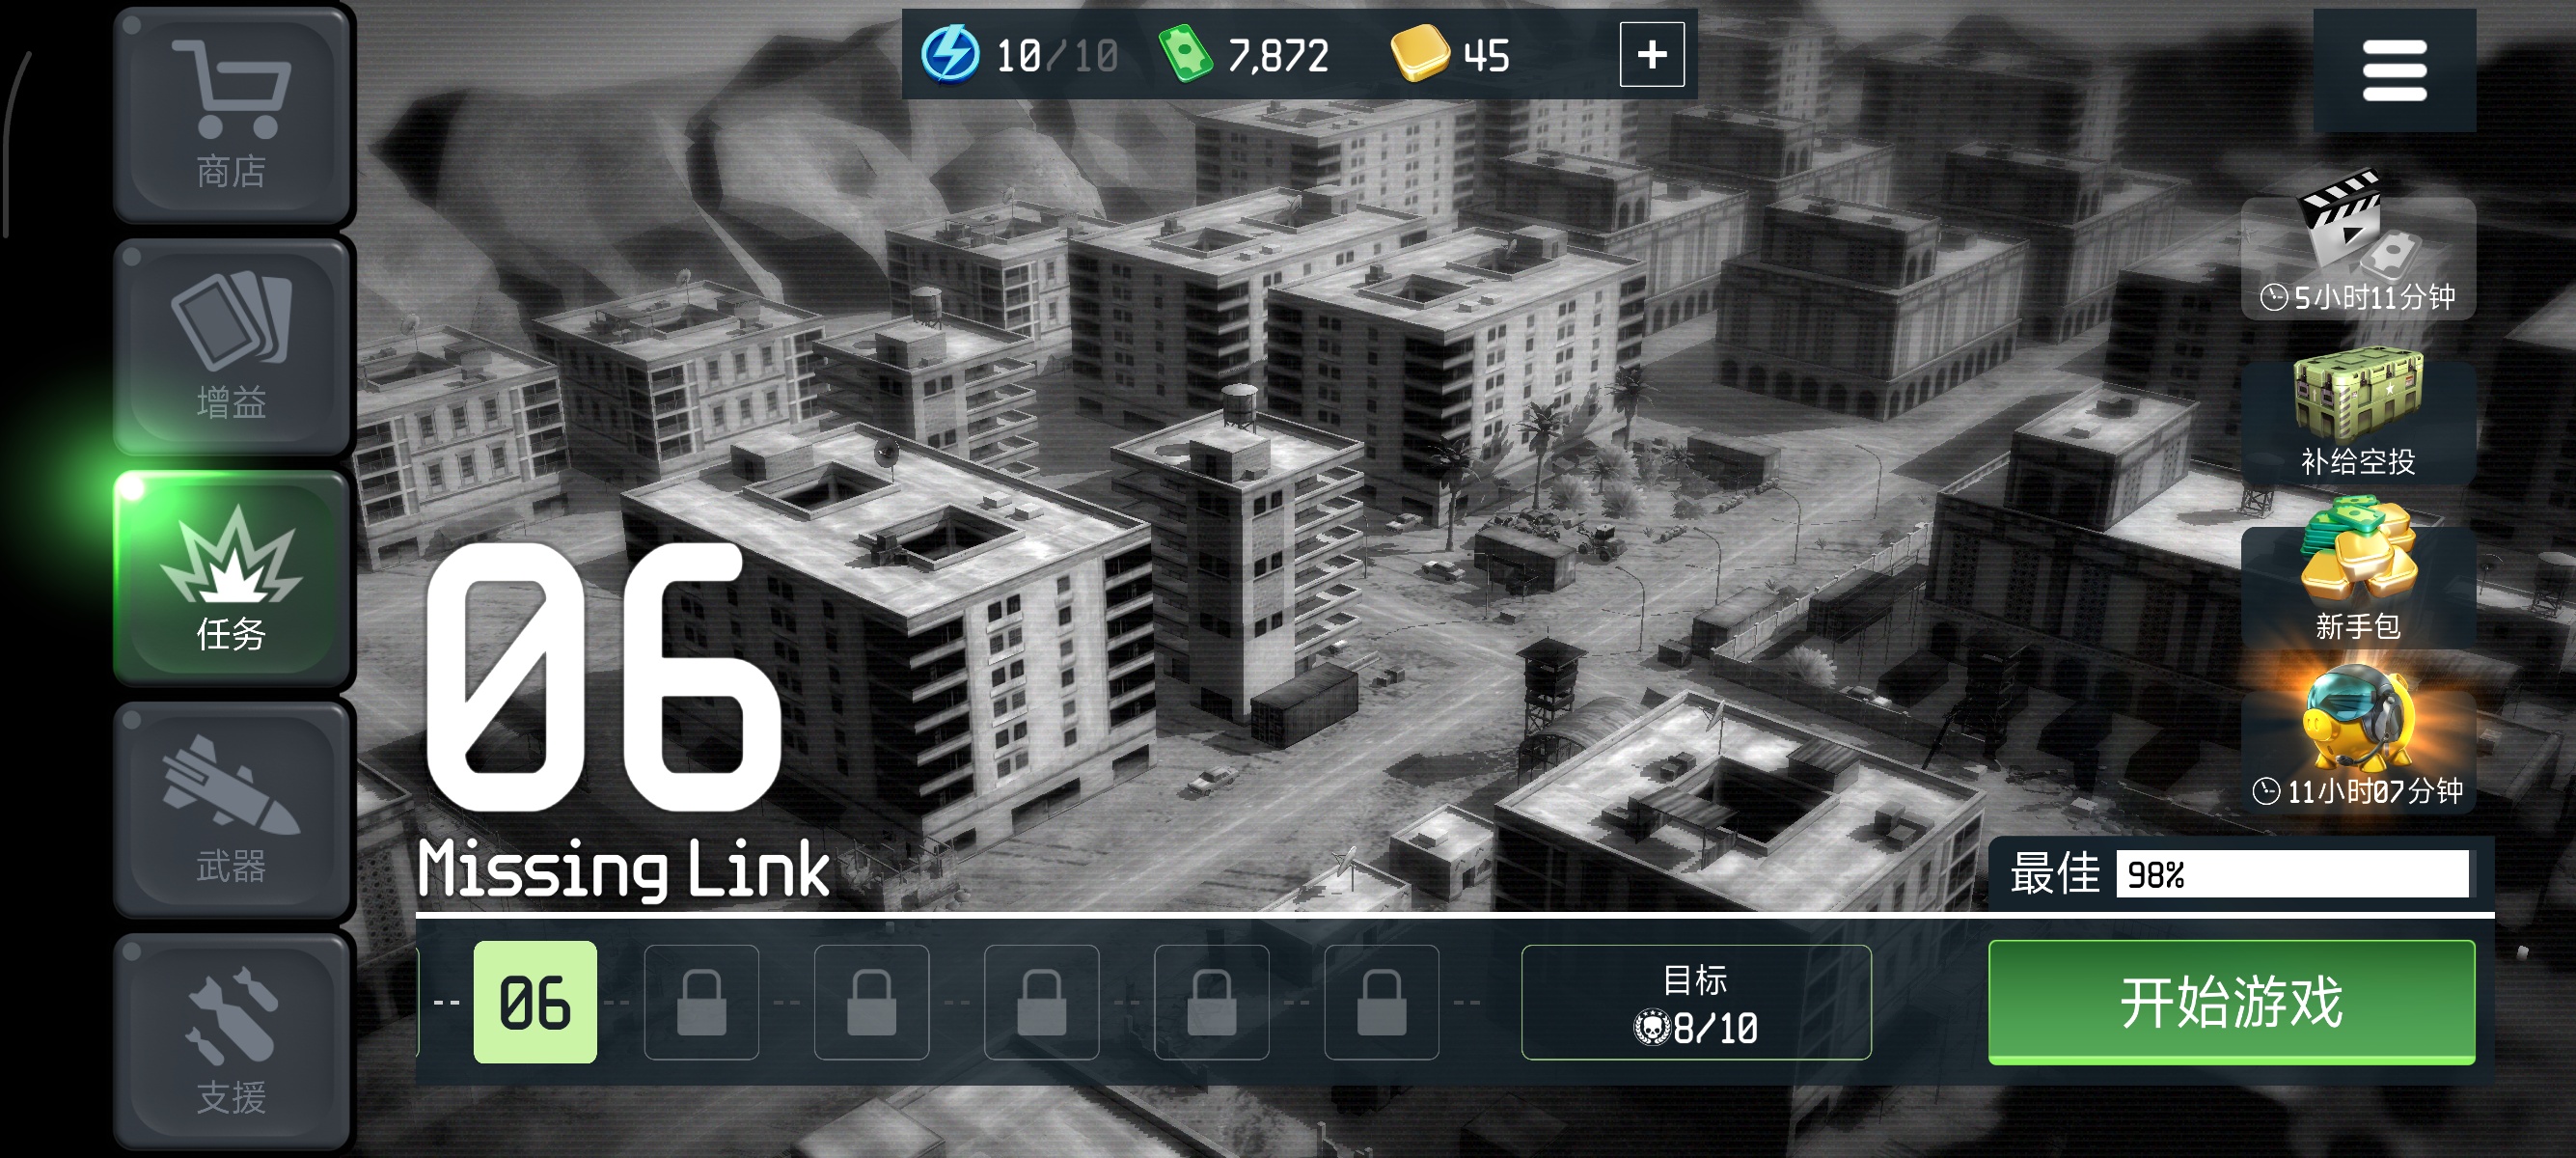 10/10 7,872 45 +
商店
增益
任务
武器
支援
5小时11分钟
补给空投
新手包
11小时07分钟
06
Missing Link
最佳 98%
-- 06 -- -- -- -- -- --
目标
8/10
开始游戏